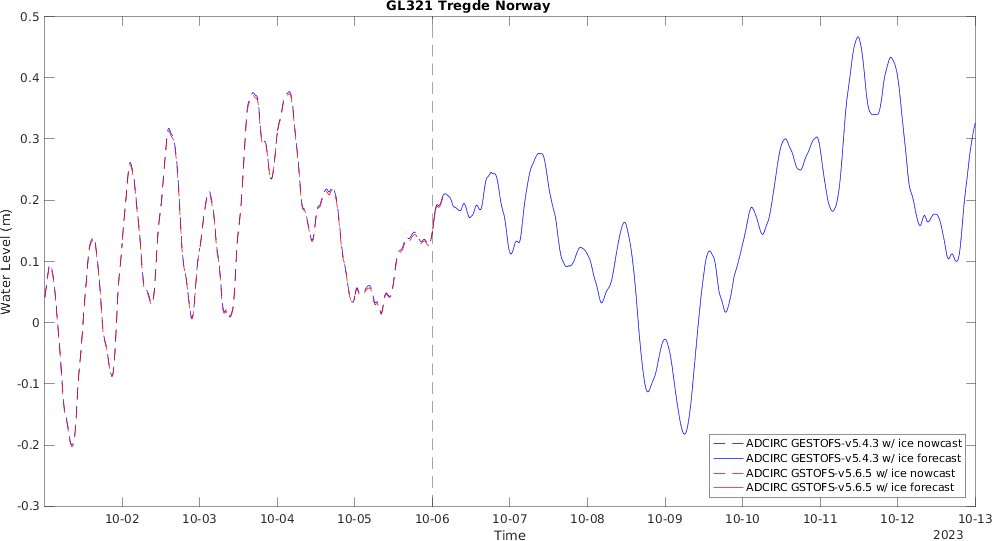 GL321 Tregde Norway
0.5
0.4
0.3
0.2
0.1
0
-0.1
-0.2
-0.3
Water Level (m)
ADCIRC GESTOFS-v5.4.3 w/ ice nowcast
ADCIRC GESTOFS-v5.4.3 w/ ice forecast
ADCIRC GSTOFS-v5.6.5 w/ ice nowcast
ADCIRC GSTOFS-v5.6.5 w/ ice forecast
10-02 10-03 10-04 10-05 10-06 10-07 10-08 10-09 10-10 10-11 10-12 10-13
Time
2023